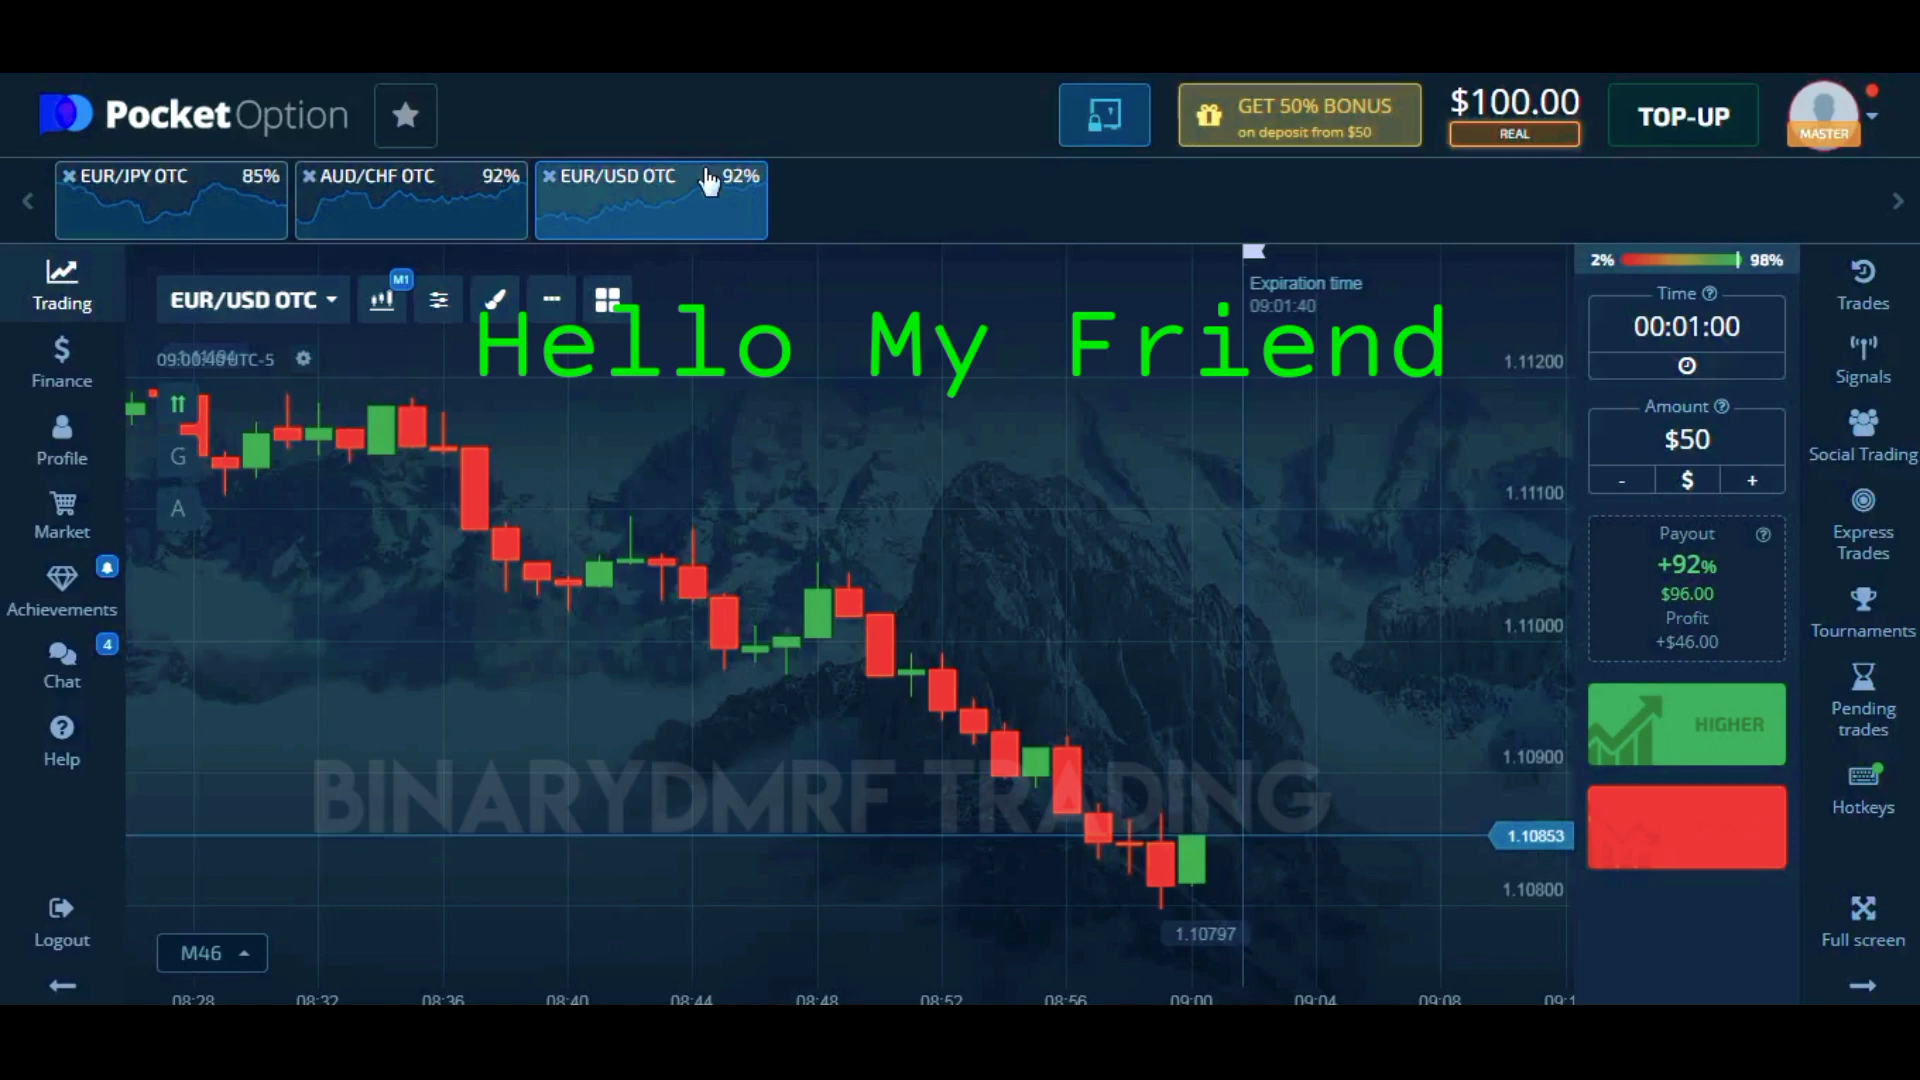 PocketOption
GET 50% BONUS
on deposit from $50
$100.00
REAL
TOP-UP
MASTER
EUR/JPY OTC 85%
AUD/CHF OTC 92%
EUR/USD OTC 92%
Trading
Finance
Profile
Market
Achievements
4
Chat
Help
Logout
EUR/USD OTC
M1
Expiration time
09:01:40
Hello My Friend
UTC-5
G
A
1.11200
1.11100
1.11000
1.10900
1.10853
1.10800
1.10797
BINARYDMRF TRADING
M46
08:28 08:32 08:36 08:40 08:44 08:48 08:52 08:56 09:00 09:04 09:08
2% 98%
Time
00:01:00
Amount
$50
- $ +
Payout
+92%
$96.00
Profit
+$46.00
HIGHER
Trades
Signals
Social Trading
Express
Trades
Tournaments
Pending
trades
Hotkeys
Full screen